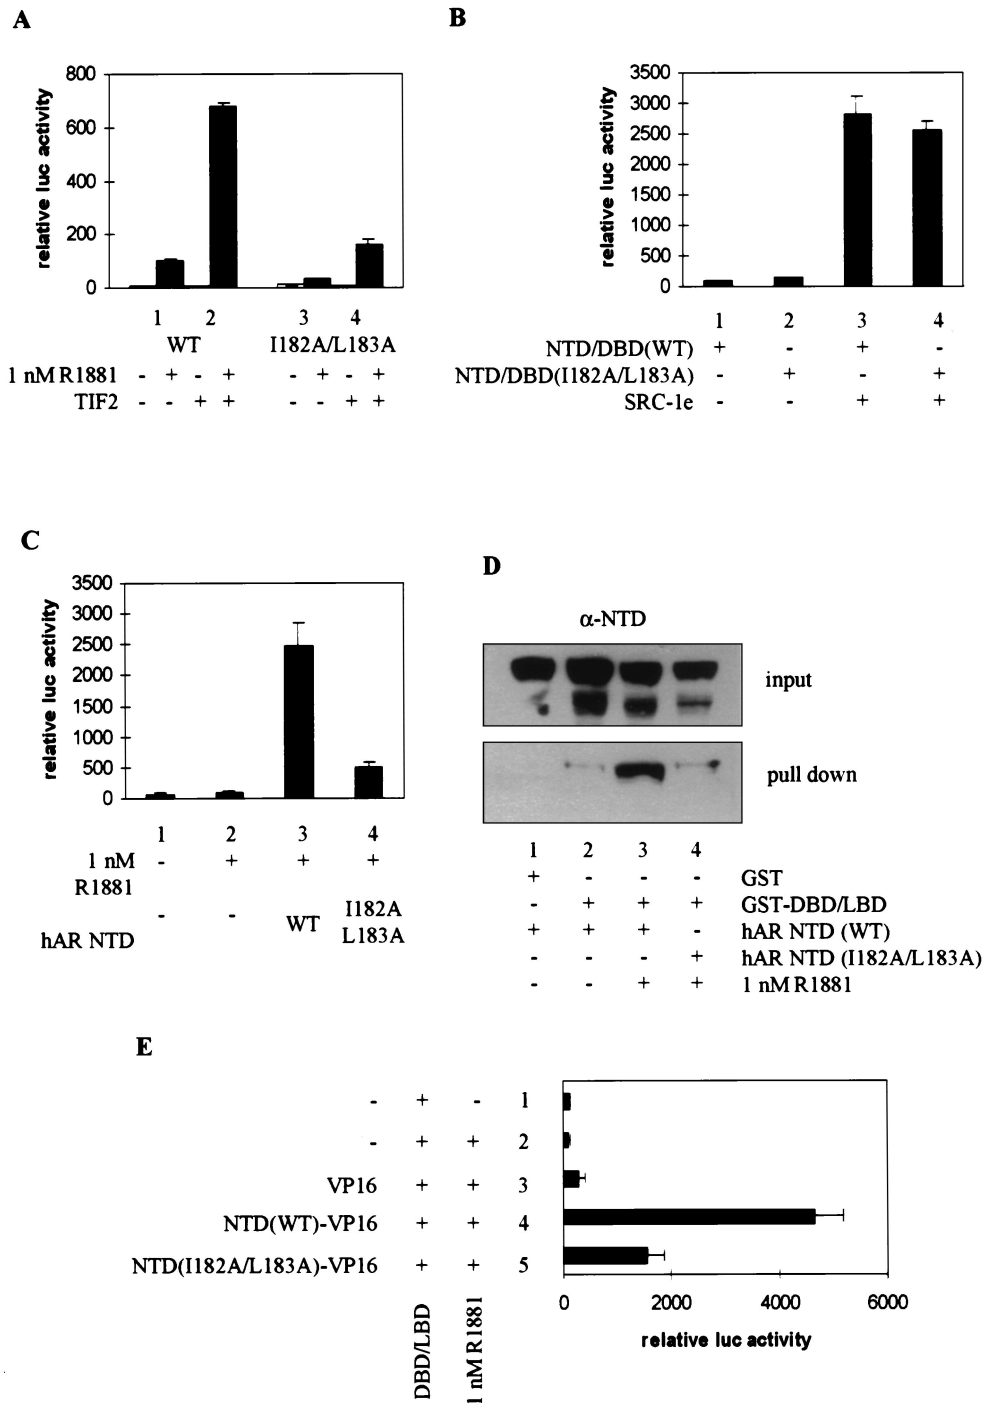 A
relative luc activity
800
600
400
200
0
1 2 3 4
WT I182A/L183A
1 nM R1881 - + - + - + - +
TIF2 - - + + - - + +
B
relative luc activity
3500
3000
2500
2000
1500
1000
500
0
1 2 3 4
NTD/DBD(WT) + - + -
NTD/DBD(I182A/L183A) - + - +
SRC-1e - - + +
C
relative luc activity
3500
3000
2500
2000
1500
1000
500
0
1 2 3 4
1 nM - + + +
R1881
hAR NTD - - WT I182A
L183A
D
α-NTD
input
pull down
1 2 3 4
+ - - - GST
- + + + GST-DBD/LBD
+ + + - hAR NTD (WT)
- - - + hAR NTD (I182A/L183A)
- - + + 1 nM R1881
E
- + - 1
- + + 2
VP16 + + 3
NTD(WT)-VP16 + + 4
NTD(I182A/L183A)-VP16 + + 5
DBD/LBD
1 nM R1881
0 2000 4000 6000
relative luc activity